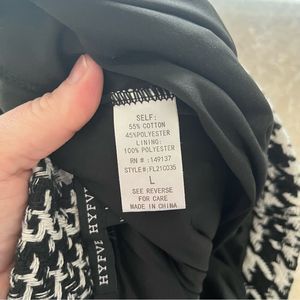 SELF:
55% COTTON
45%POLYESTER
LINING:
100% POLYESTER
RN # :149137
STYLE#:FL210035
L
SEE REVERSE
FOR CARE
MADE IN CHINA
HYFVE HYFVE